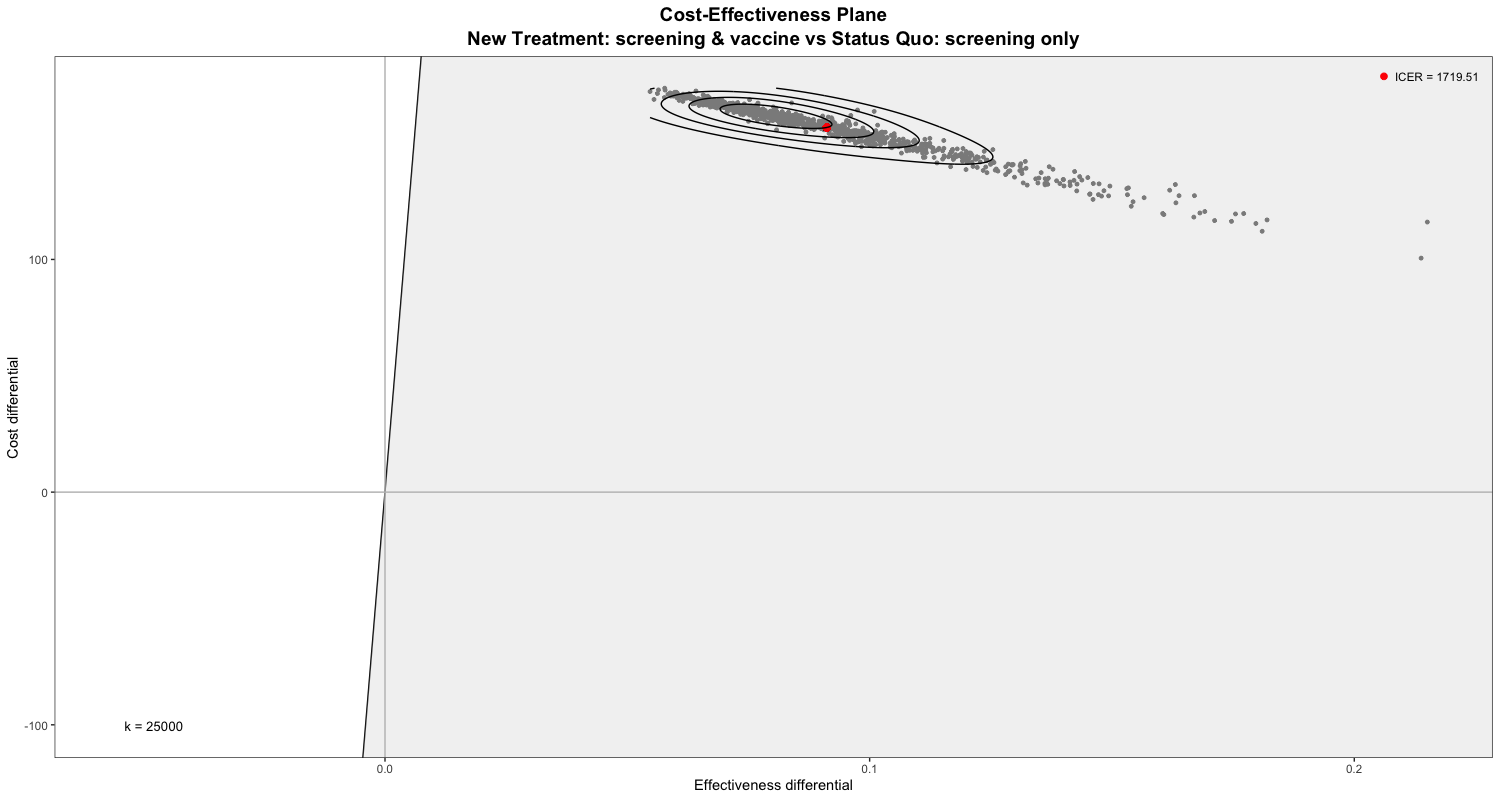 Cost-Effectiveness Plane
New Treatment: screening & vaccine vs Status Quo: screening only
ICER = 1719.51
100
0
-100
Cost differential
k = 25000
0.0
0.1
0.2
Effectiveness differential